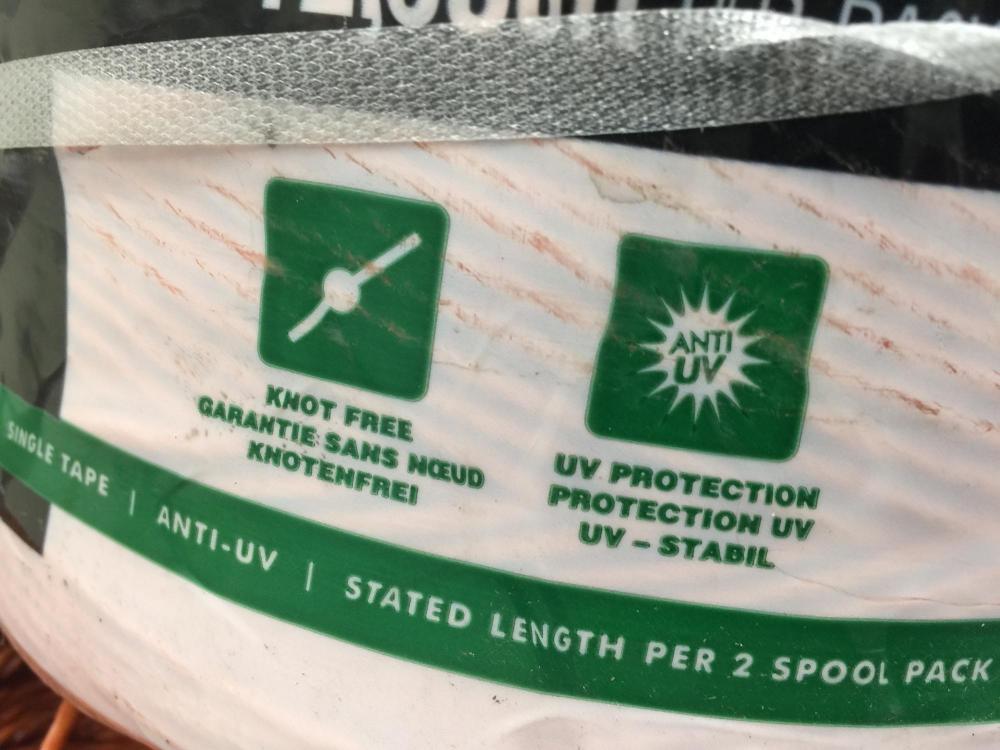 KNOT FREE
GARANTIE SANS NŒUD
KNOTENFREI
ANTI
UV
UV PROTECTION
PROTECTION UV
UV – STABIL
SINGLE TAPE | ANTI-UV | STATED LENGTH PER 2 SPOOL PACK